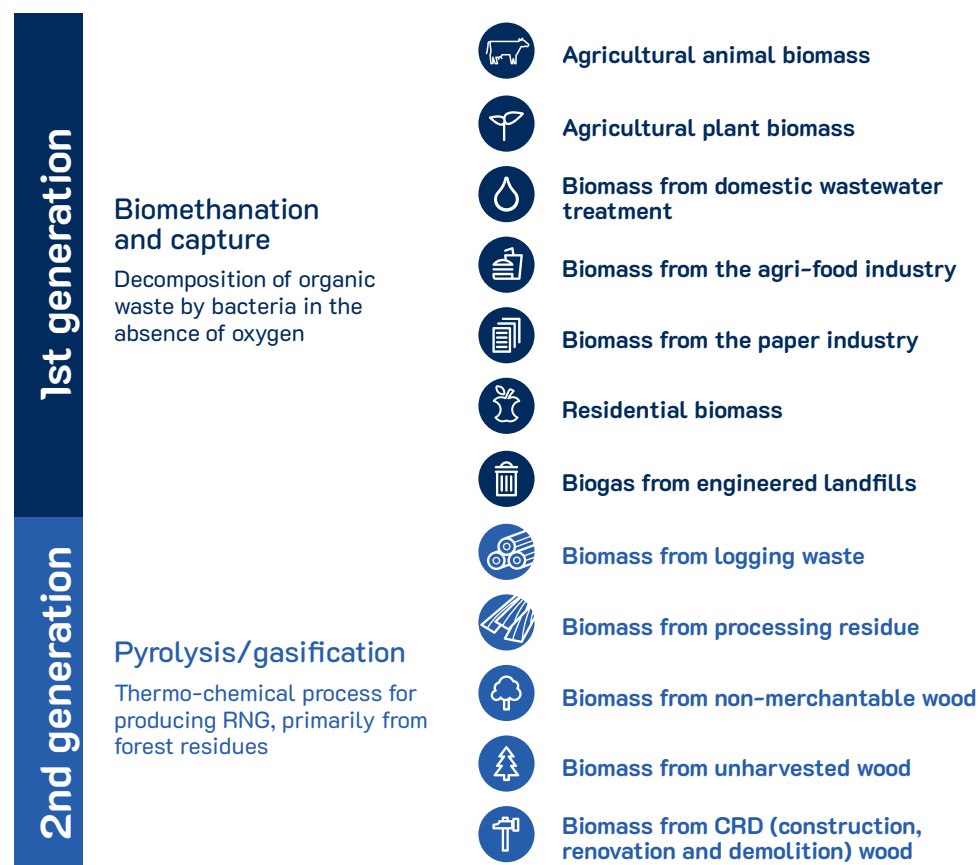 1st generation
Biomethanation
and capture
Decomposition of organic
waste by bacteria in the
absence of oxygen
Agricultural animal biomass
Agricultural plant biomass
Biomass from domestic wastewater
treatment
Biomass from the agri-food industry
Biomass from the paper industry
Residential biomass
Biogas from engineered landfills
2nd generation
Pyrolysis/gasification
Thermo-chemical process for
producing RNG, primarily from
forest residues
Biomass from logging waste
Biomass from processing residue
Biomass from non-merchantable wood
Biomass from unharvested wood
Biomass from CRD (construction,
renovation and demolition) wood